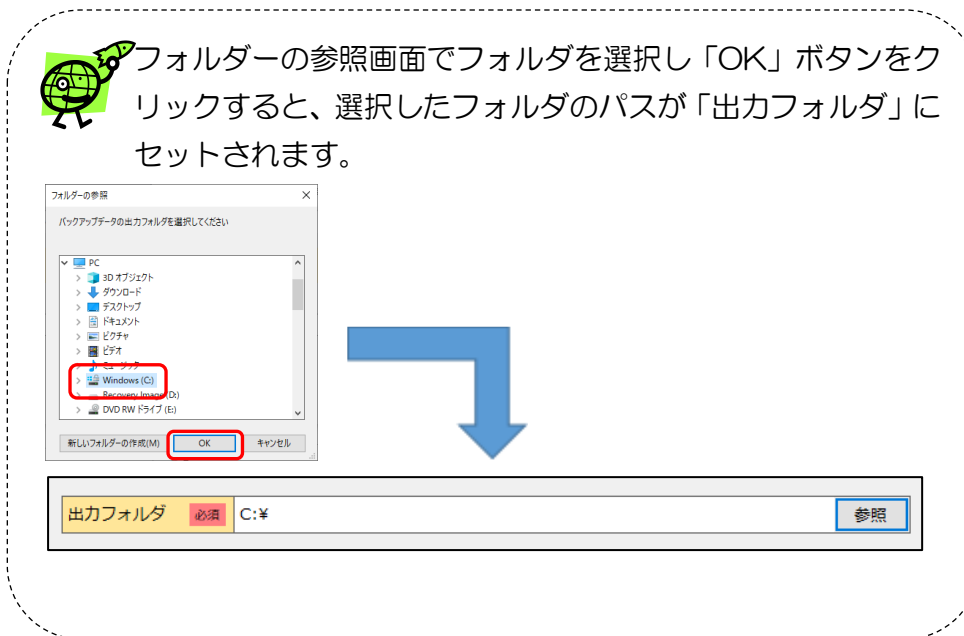 フォルダーの参照画面でフォルダを選択し「OK」ボタンをク
リックすると、選択したフォルダのパスが「出力フォルダ」に
セットされます。
フォルダーの参照
バックアップデータの出力フォルダを選択してください
PC
3D オブジェクト
ダウンロード
デスクトップ
ドキュメント
ピクチャ
ビデオ
ミュージック
Windows (C:)
Recovery Image (D:)
DVD RW ドライブ (E:)
新しいフォルダーの作成(M) OK キャンセル
出力フォルダ 必須 C:¥ 参照